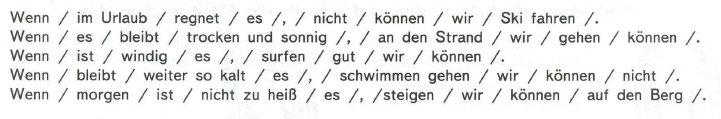 Wenn / im Urlaub / regnet / es /, / nicht / können / wir / Ski fahren /.
Wenn / es / bleibt / trocken und sonnig /, / an den Strand / wir / gehen / können /.
Wenn / ist / windig / es /, / surfen / gut / wir / können /.
Wenn / bleibt / weiter so kalt / es /, / schwimmen gehen / wir / können / nicht /.
Wenn / morgen / ist / nicht zu heiß / es /, /steigen / wir / können / auf den Berg /.